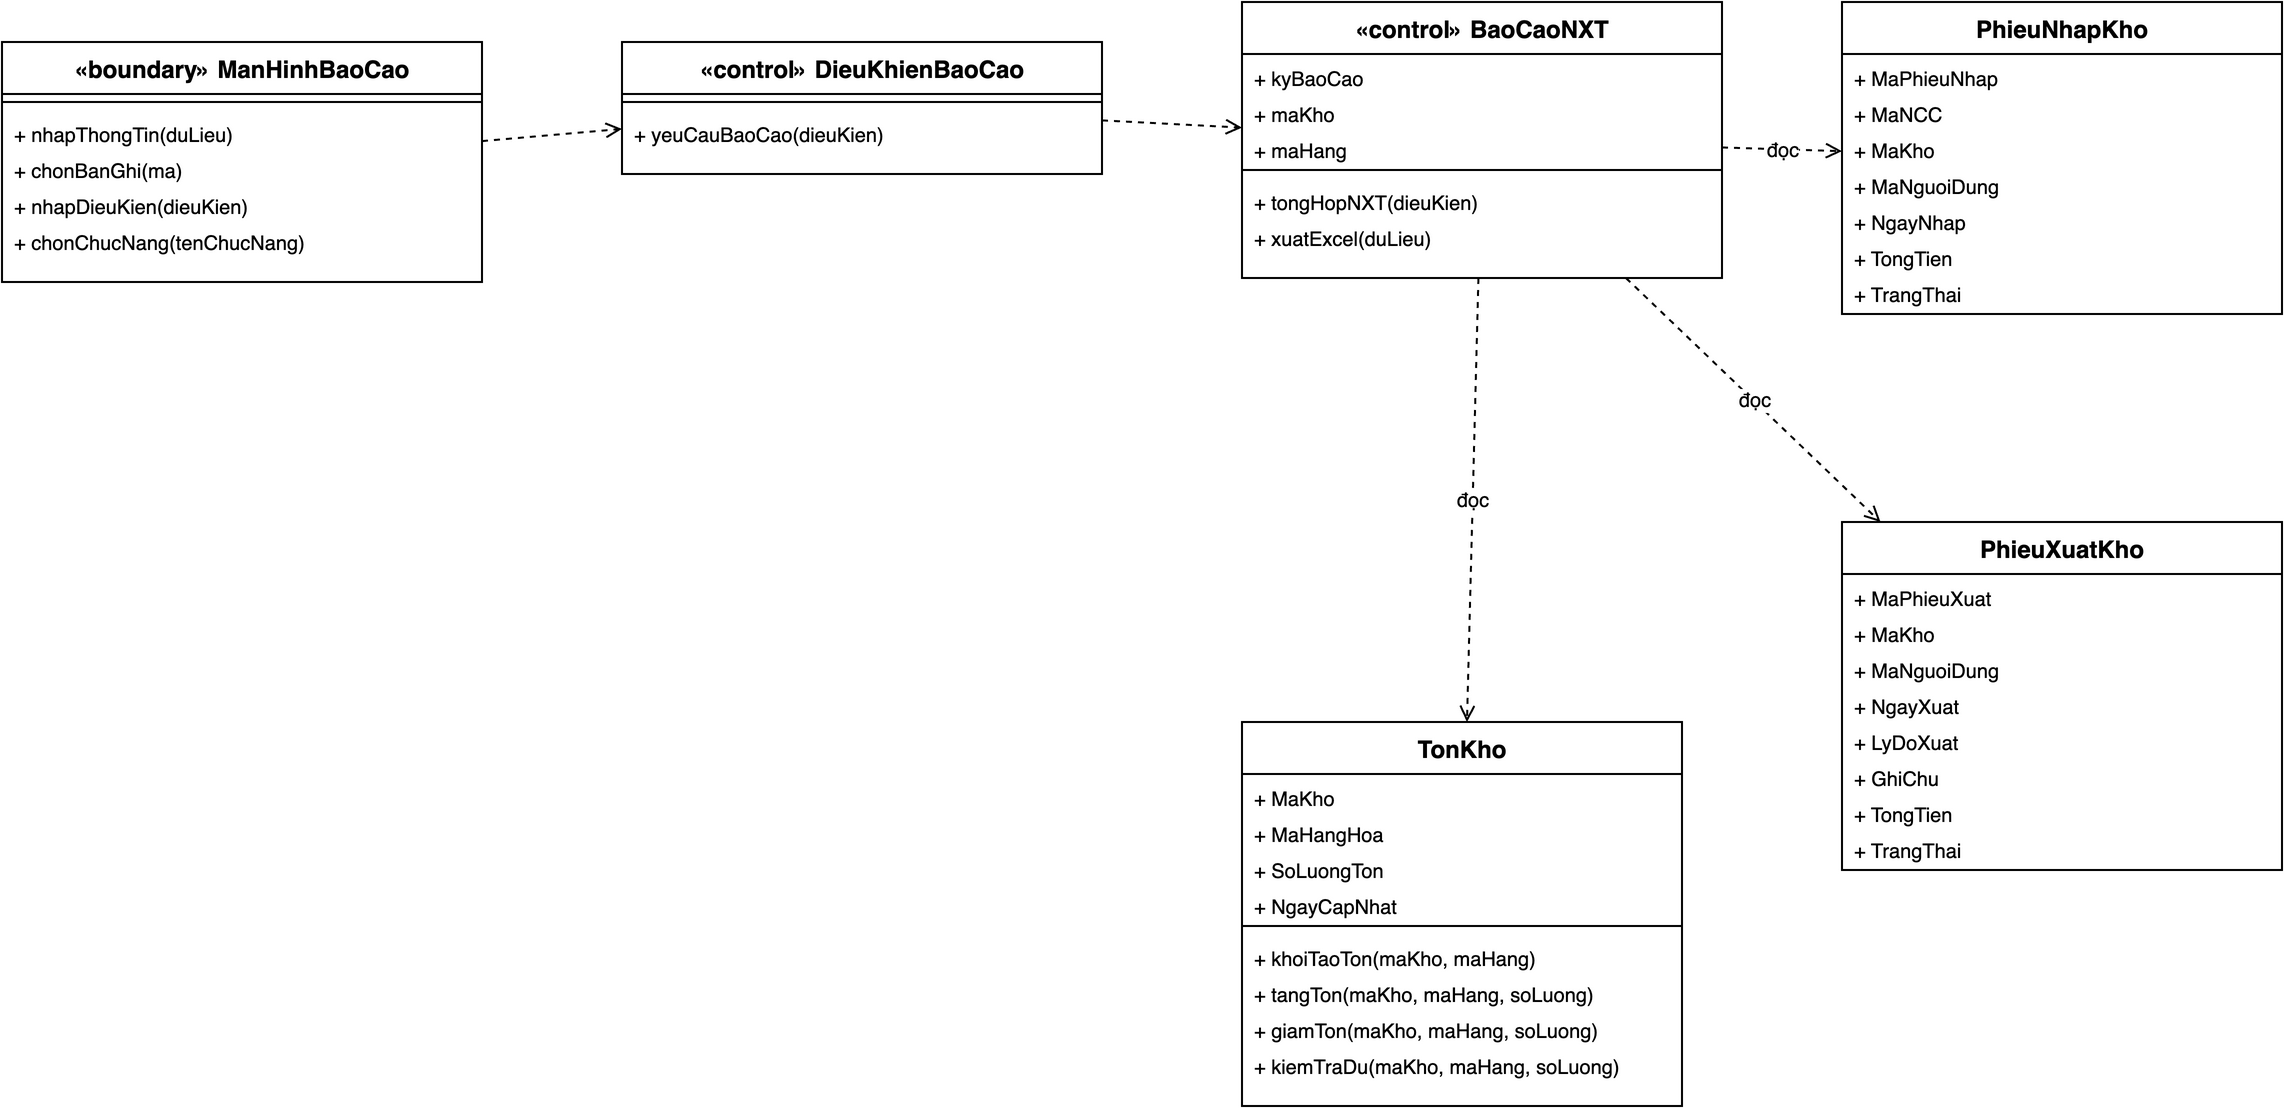 «boundary» ManHinhBaoCao
+ nhapThongTin(duLieu)
+ chonBanGhi(ma)
+ nhapDieuKien(dieuKien)
+ chonChucNang(tenChucNang)
«control» DieuKhienBaoCao
+ yeuCauBaoCao(dieuKien)
«control» BaoCaoNXT
+ kyBaoCao
+ maKho
+ maHang
+ tongHopNXT(dieuKien)
+ xuatExcel(duLieu)
đọc
PhieuNhapKho
+ MaPhieuNhap
+ MaNCC
+ MaKho
+ MaNguoiDung
+ NgayNhap
+ TongTien
+ TrangThai
đọc
đọc
PhieuXuatKho
+ MaPhieuXuat
+ MaKho
+ MaNguoiDung
+ NgayXuat
+ LyDoXuat
+ GhiChu
+ TongTien
+ TrangThai
TonKho
+ MaKho
+ MaHangHoa
+ SoLuongTon
+ NgayCapNhat
+ khoiTaoTon(maKho, maHang)
+ tangTon(maKho, maHang, soLuong)
+ giamTon(maKho, maHang, soLuong)
+ kiemTraDu(maKho, maHang, soLuong)